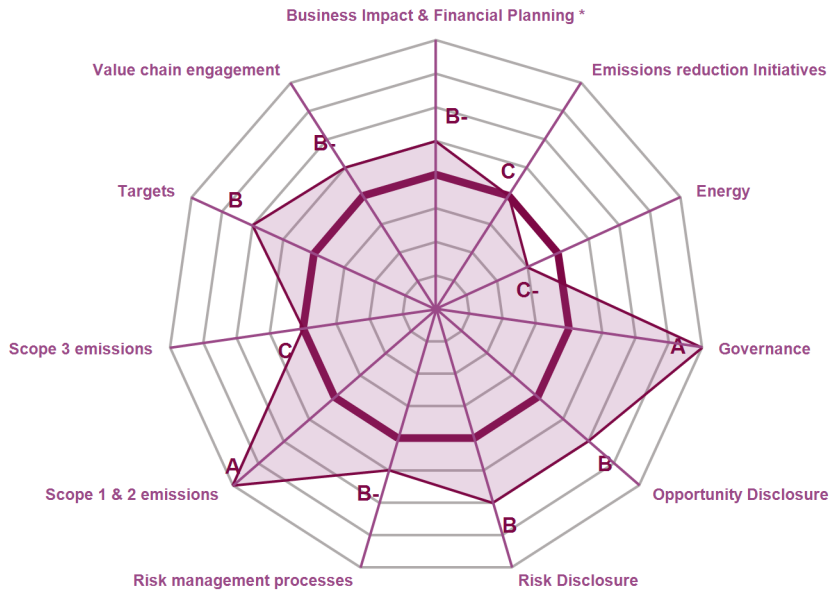 Business Impact & Financial Planning *
Value chain engagement
Emissions reduction Initiatives
B-
B-
C
Targets
B
Energy
C-
Scope 3 emissions
C
A
Governance
A
Scope 1 & 2 emissions
B-
B
B
Opportunity Disclosure
Risk management processes
Risk Disclosure